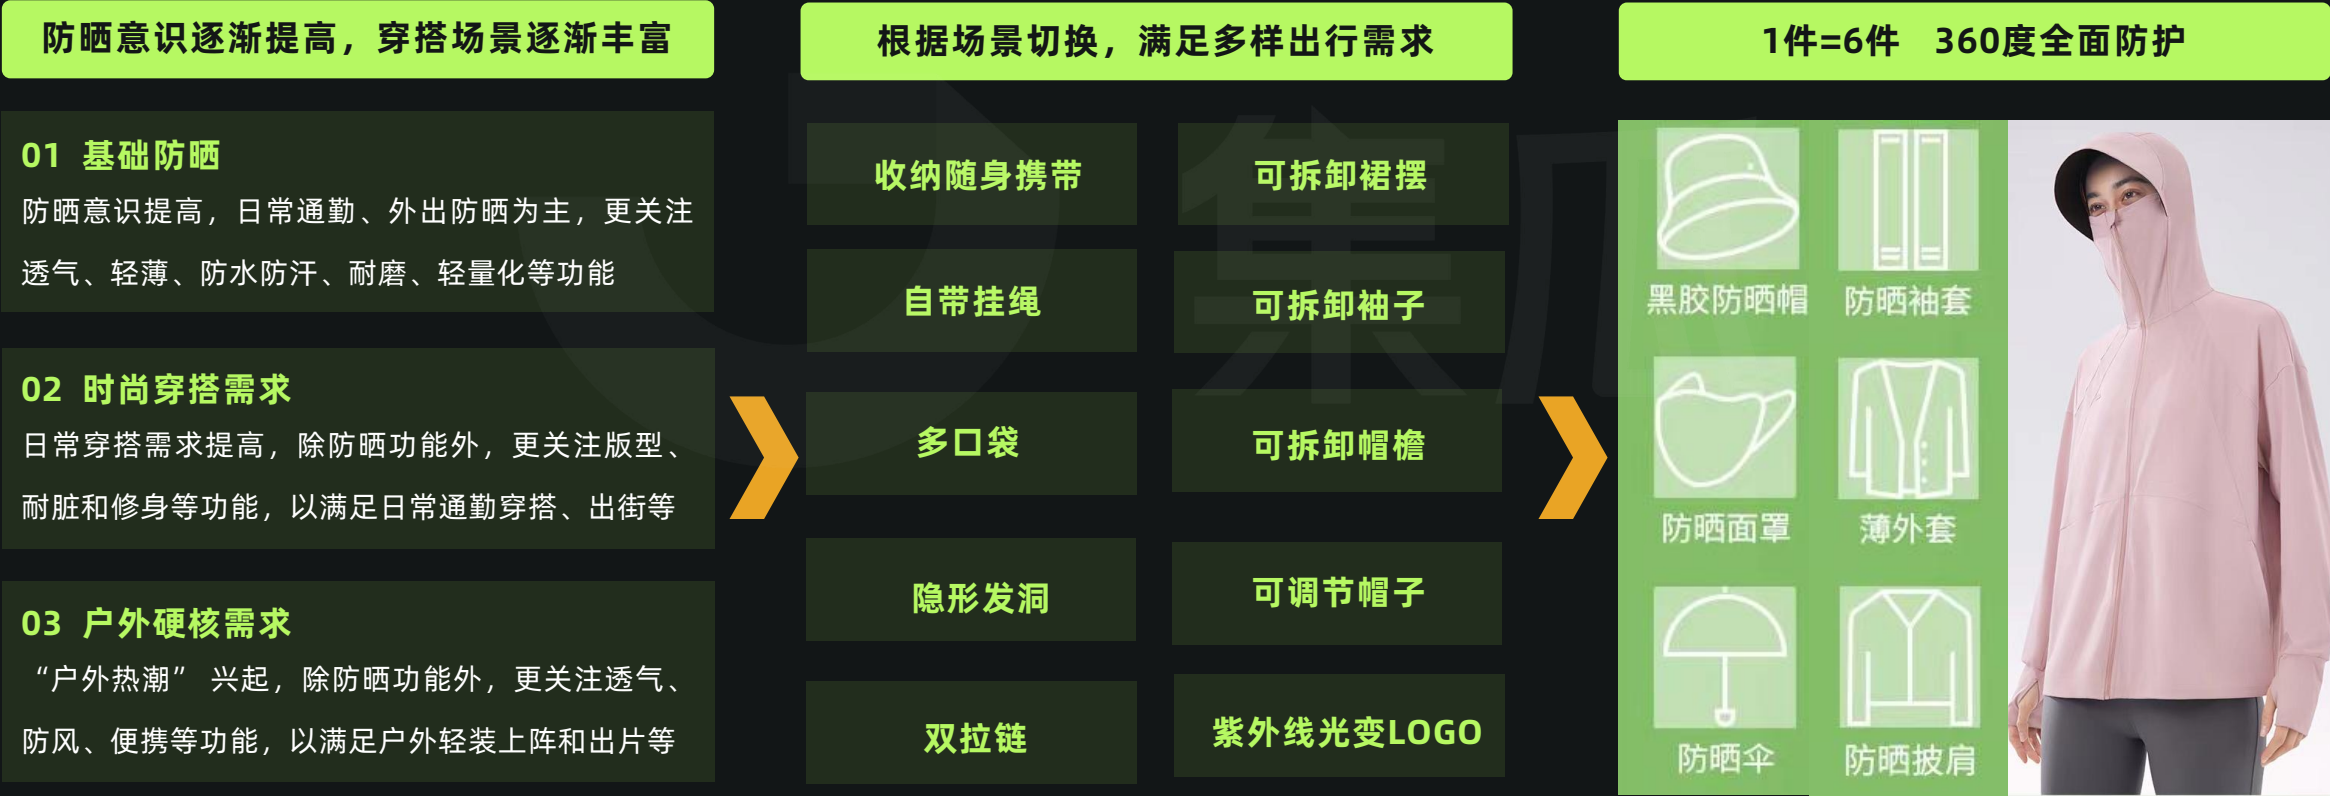 防晒意识逐渐提高，穿搭场景逐渐丰富
01 基础防晒
防晒意识提高，日常通勤、外出防晒为主，更关注
透气、轻薄、防水防汗、耐磨、轻量化等功能
02 时尚穿搭需求
日常穿搭需求提高，除防晒功能外，更关注版型、
耐脏和修身等功能，以满足日常通勤穿搭、出街等
03 户外硬核需求
“户外热潮” 兴起，除防晒功能外，更关注透气、
防风、便携等功能，以满足户外轻装上阵和出片等
根据场景切换，满足多样出行需求
收纳随身携带
可拆卸裙摆
自带挂绳
可拆卸袖子
多口袋
可拆卸帽檐
隐形发洞
可调节帽子
双拉链
紫外线光变LOGO
集瓜
1件=6件 360度全面防护
黑胶防晒帽
防晒袖套
防晒面罩
薄外套
防晒伞
防晒披肩